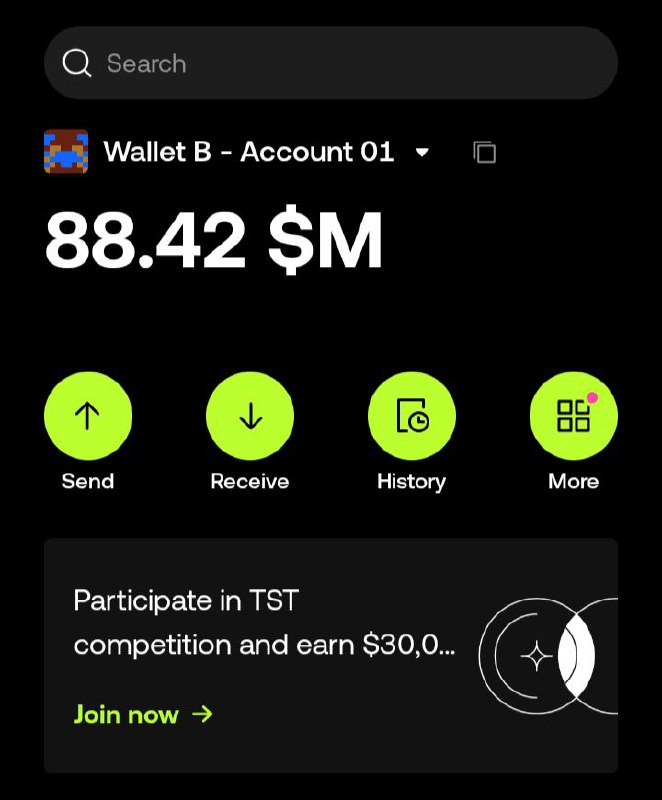 Search
Wallet B - Account 01
88.42 $M
Send
Receive
History
More
Participate in TST
competition and earn $30,0...
Join now →